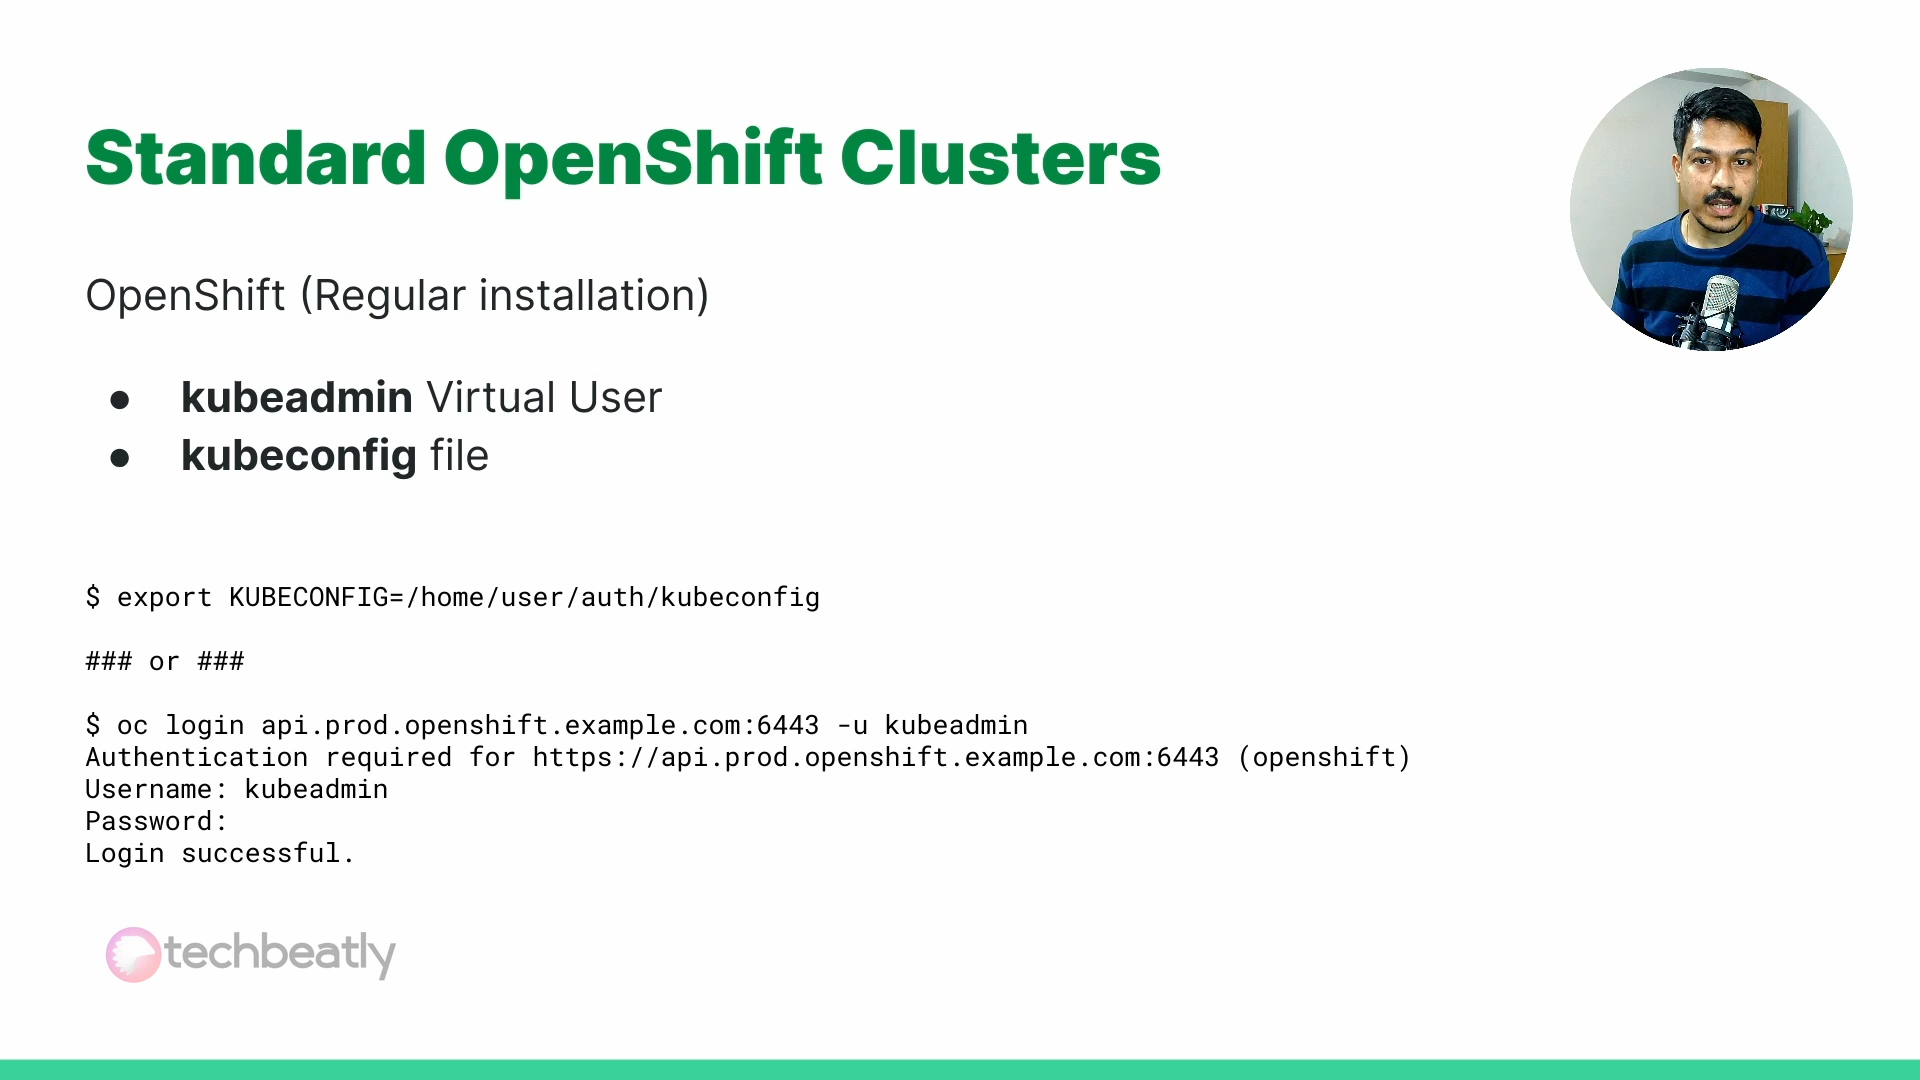 Standard OpenShift Clusters
OpenShift (Regular installation)
● kubeadmin Virtual User
● kubeconfig file
$ export KUBECONFIG=/home/user/auth/kubeconfig
### or ###
$ oc login api.prod.openshift.example.com:6443 -u kubeadmin
Authentication required for https://api.prod.openshift.example.com:6443 (openshift)
Username: kubeadmin
Password:
Login successful.
techbeatly